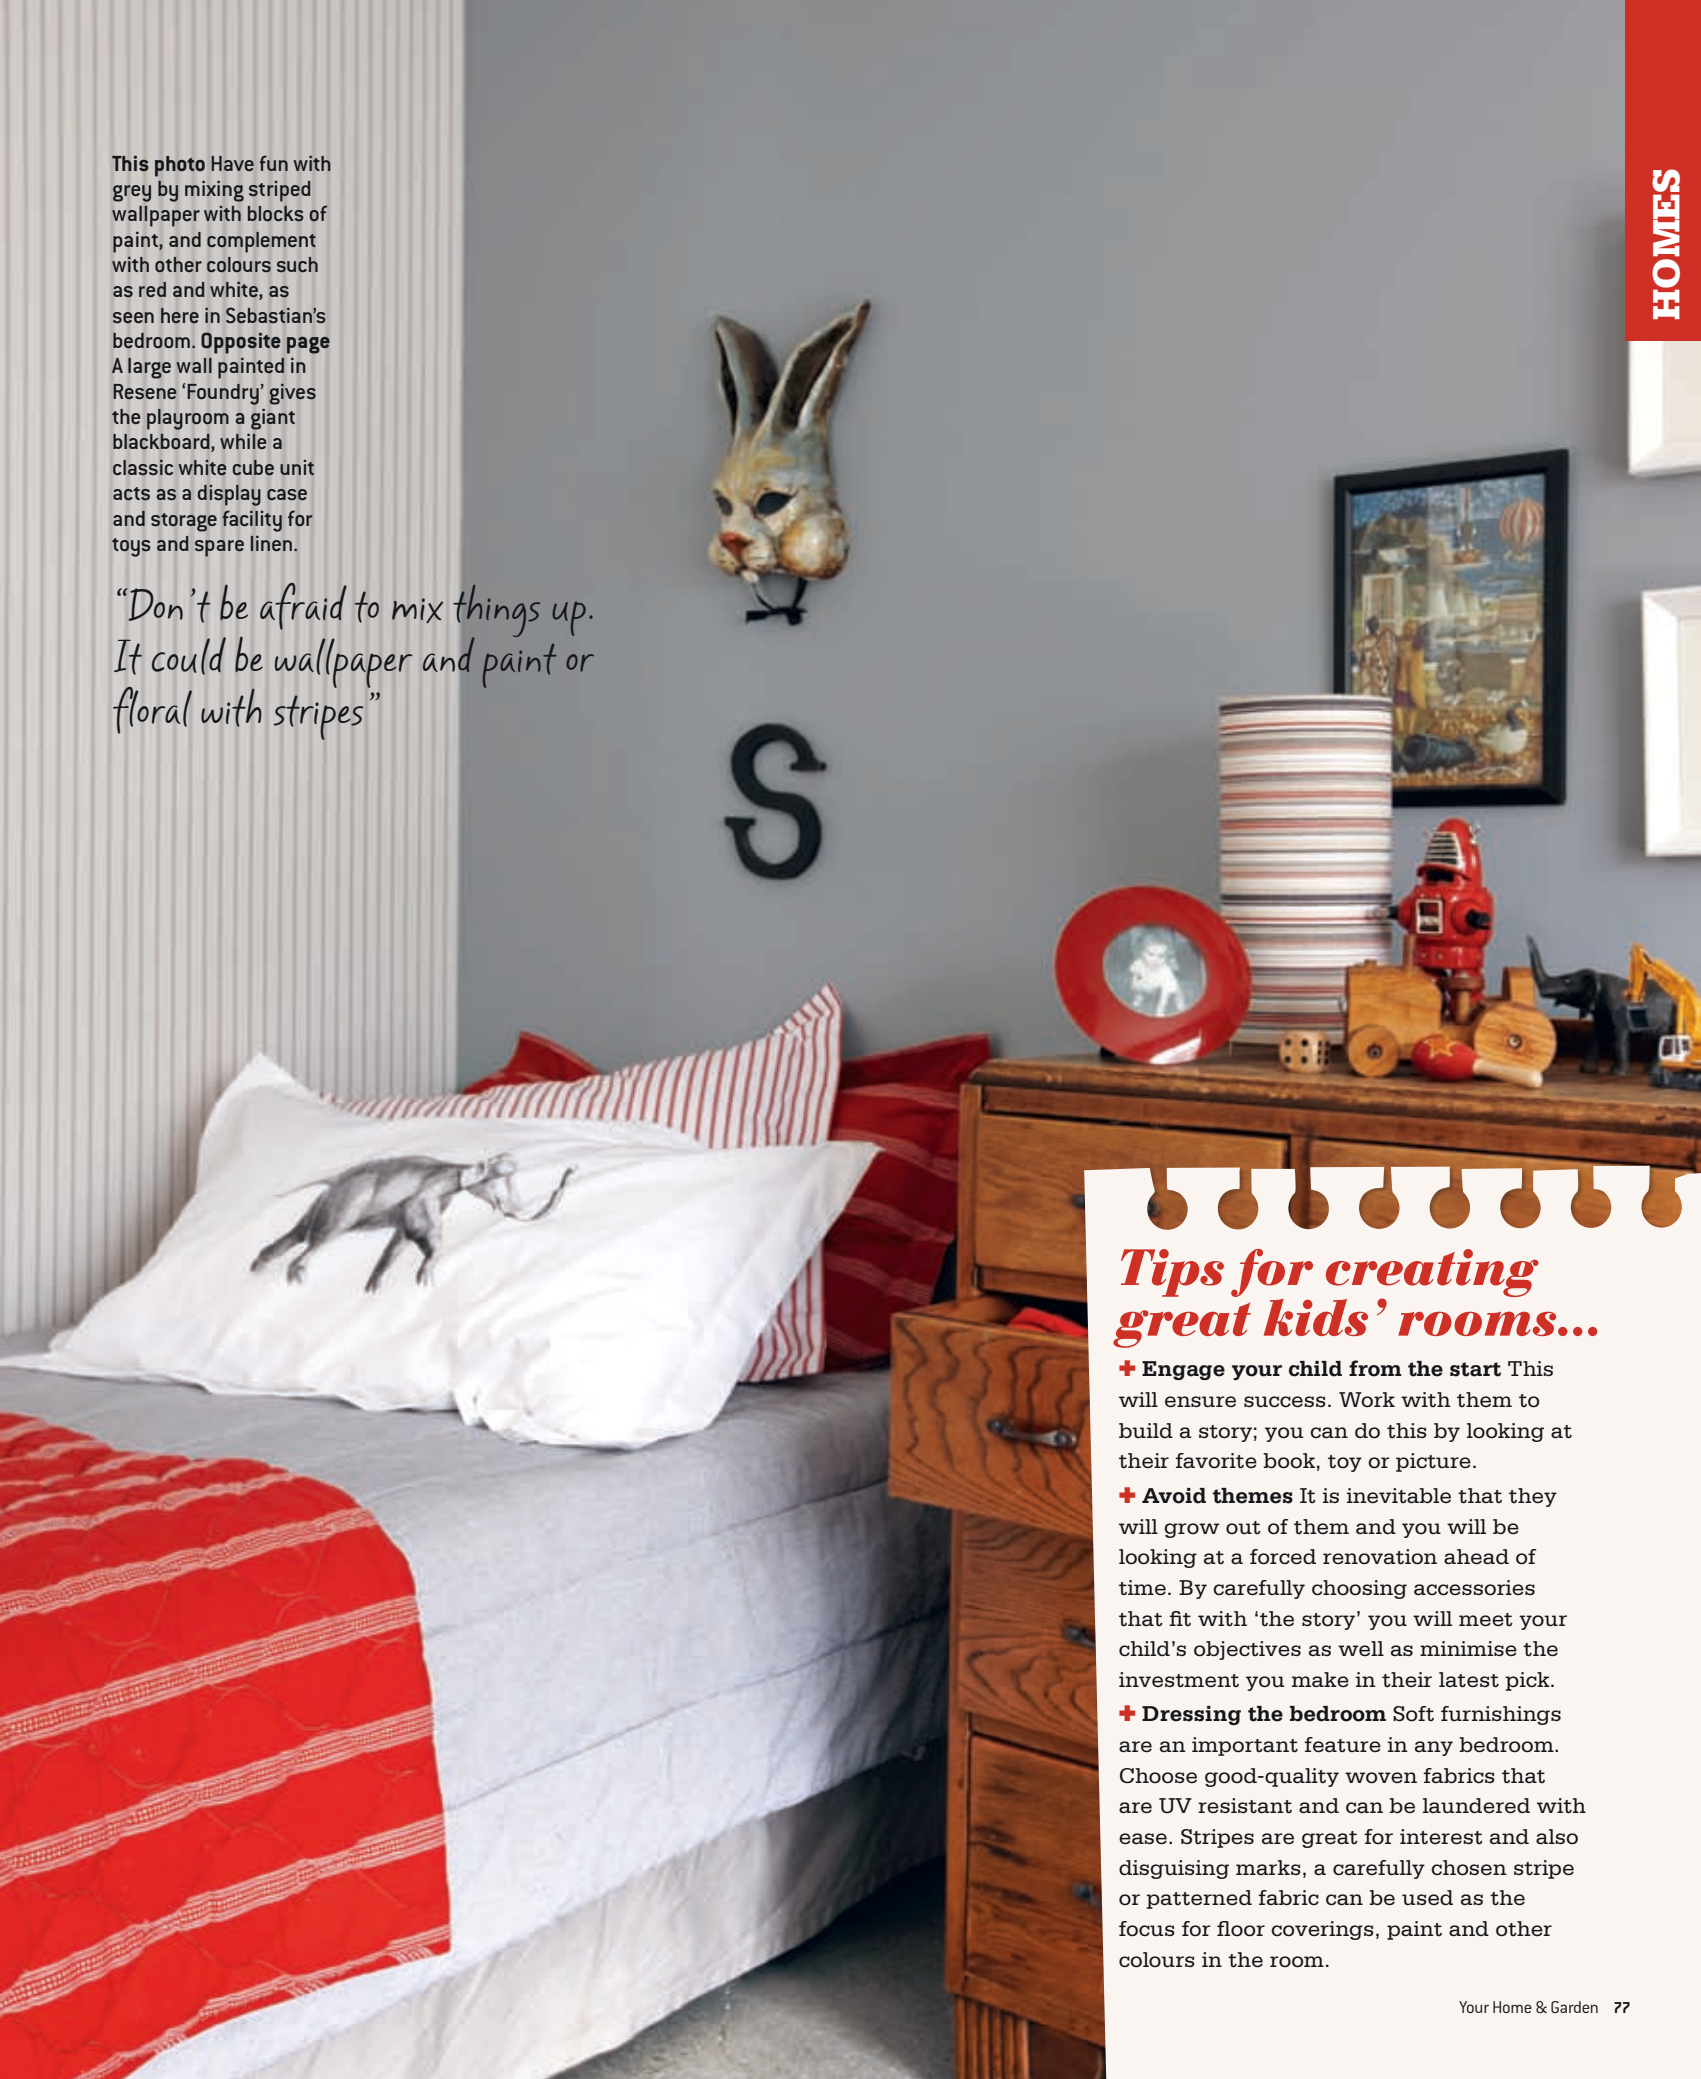 This photo Have fun with
grey by mixing striped
wallpaper with blocks of
paint, and complement
with other colours such
as red and white, as
seen here in Sebastian’s
bedroom. Opposite page
A large wall painted in
Resene ‘Foundry’ gives
the playroom a giant
blackboard, while a
classic white cube unit
acts as a display case
and storage facility for
toys and spare linen.
“Don’t be afraid to mix things up.
It could be wallpaper and paint or
floral with stripes”
HOMES
S
Tips for creating
great kids’ rooms...
+ Engage your child from the start This
will ensure success. Work with them to
build a story; you can do this by looking at
their favorite book, toy or picture.
+ Avoid themes It is inevitable that they
will grow out of them and you will be
looking at a forced renovation ahead of
time. By carefully choosing accessories
that fit with ‘the story’ you will meet your
child’s objectives as well as minimise the
investment you make in their latest pick.
+ Dressing the bedroom Soft furnishings
are an important feature in any bedroom.
Choose good-quality woven fabrics that
are UV resistant and can be laundered with
ease. Stripes are great for interest and also
disguising marks, a carefully chosen stripe
or patterned fabric can be used as the
focus for floor coverings, paint and other
colours in the room.
Your Home & Garden 77